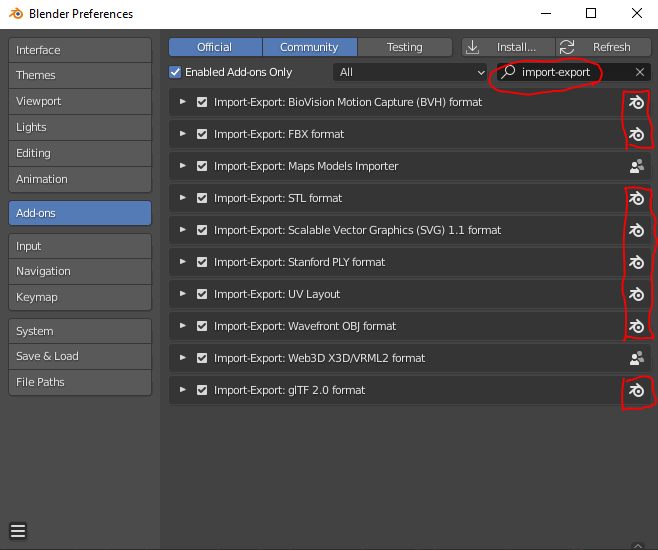 Blender Preferences
Interface
Themes
Viewport
Lights
Editing
Animation
Add-ons
Input
Navigation
Keymap
System
Save & Load
File Paths
Official Community Testing Install... Refresh
Enabled Add-ons Only All import-export
Import-Export: BioVision Motion Capture (BVH) format
Import-Export: FBX format
Import-Export: Maps Models Importer
Import-Export: STL format
Import-Export: Scalable Vector Graphics (SVG) 1.1 format
Import-Export: Stanford PLY format
Import-Export: UV Layout
Import-Export: Wavefront OBJ format
Import-Export: Web3D X3D/VRML2 format
Import-Export: glTF 2.0 format